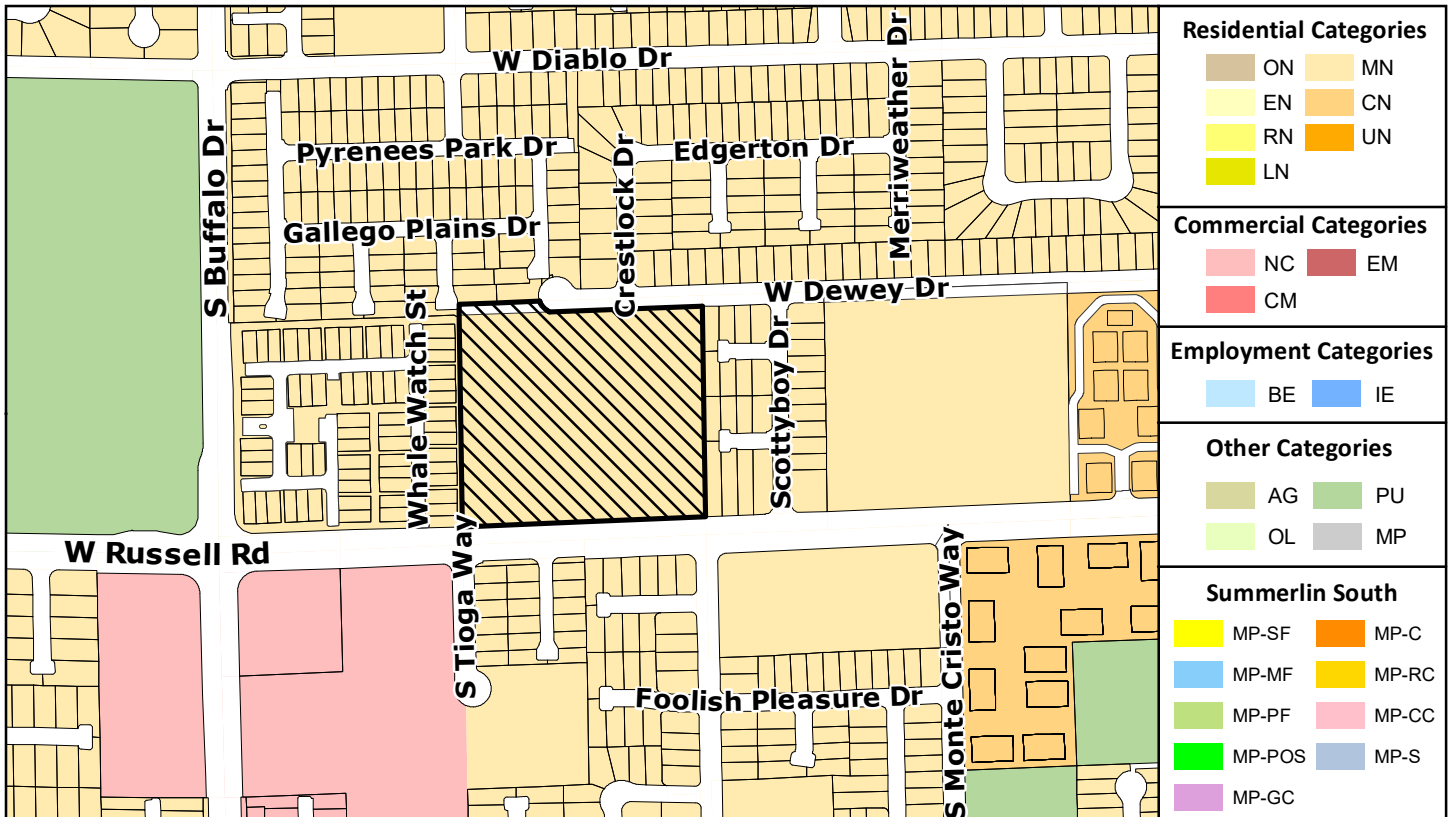 W Diablo Dr
Merriweather Dr
S Buffalo Dr
Pyrenees Park Dr
Crestlock Dr
Edgerton Dr
Gallego Plains Dr
W Dewey Dr
Whale Watch St
Scottyboy Dr
W Russell Rd
S Tioga Way
S Monte Cristo Way
Foolish Pleasure Dr
Residential Categories
ON MN
EN CN
RN UN
LN
Commercial Categories
NC EM
CM
Employment Categories
BE IE
Other Categories
AG PU
OL MP
Summerlin South
MP-SF MP-C
MP-MF MP-RC
MP-PF MP-CC
MP-POS MP-S
MP-GC